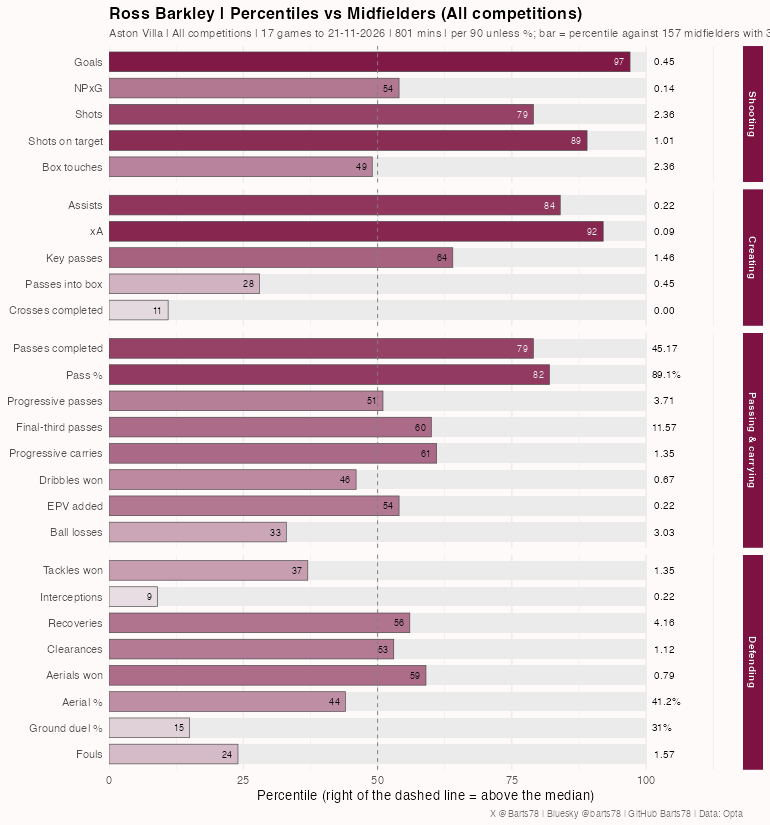 Ross Barkley | Percentiles vs Midfielders (All competitions)
Aston Villa | All competitions | 17 games to 21-11-2026 | 801 mins | per 90 unless %; bar = percentile against 157 midfielders with 3
Goals 97 0.45
NPxG 54 0.14
Shots 79 2.36
Shots on target 89 1.01
Box touches 49 2.36
Shooting
Assists 84 0.22
xA 92 0.09
Key passes 64 1.46
Passes into box 28 0.45
Crosses completed 11 0.00
Creating
Passes completed 79 45.17
Pass % 82 89.1%
Progressive passes 51 3.71
Final-third passes 60 11.57
Progressive carries 61 1.35
Dribbles won 46 0.67
EPV added 54 0.22
Ball losses 33 3.03
Passing & carrying
Tackles won 37 1.35
Interceptions 9 0.22
Recoveries 56 4.16
Clearances 53 1.12
Aerials won 59 0.79
Aerial % 44 41.2%
Ground duel % 15 31%
Fouls 24 1.57
Defending
0 25 50 75 100
Percentile (right of the dashed line = above the median)
X @Barts78 | Bluesky @barts78 | GitHub Barts78 | Data: Opta